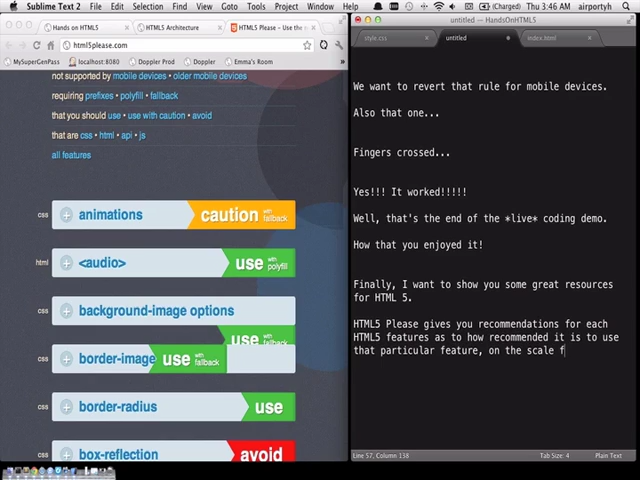 Sublime Text 2 File Edit Selection Find View Goto
(Charged) Thu 3:46 AM airportyh
Hands on HTML5
HTML5 Architecture
HTML5 Please - Use the
html5please.com
MySuperGenPass
localhost:8080
Doppler Prod
Doppler
Emma's Room
not supported by mobile devices • older mobile devices
requiring prefixes • polyfill • fallback
that you should use • use with caution • avoid
that are css • html • api • js
all features
css animations caution with fallback
html <audio> use with polyfill
css background-image options
use with fallback
css border-image use with fallback
css border-radius use
css box-reflection avoid
untitled — HandsOnHTML5
style.css
untitled
index.html
We want to revert that rule for mobile devices.
Also that one...
Fingers crossed...
Yes!!! It worked!!!!!
Well, that's the end of the *live* coding demo.
How that you enjoyed it!
Finally, I want to show you some great resources
for HTML 5.
HTML5 Please gives you recommendations for each
HTML5 features as to how recommended it is to use
that particular feature, on the scale f
Line 57, Column 138
Tab Size: 4
Plain Text